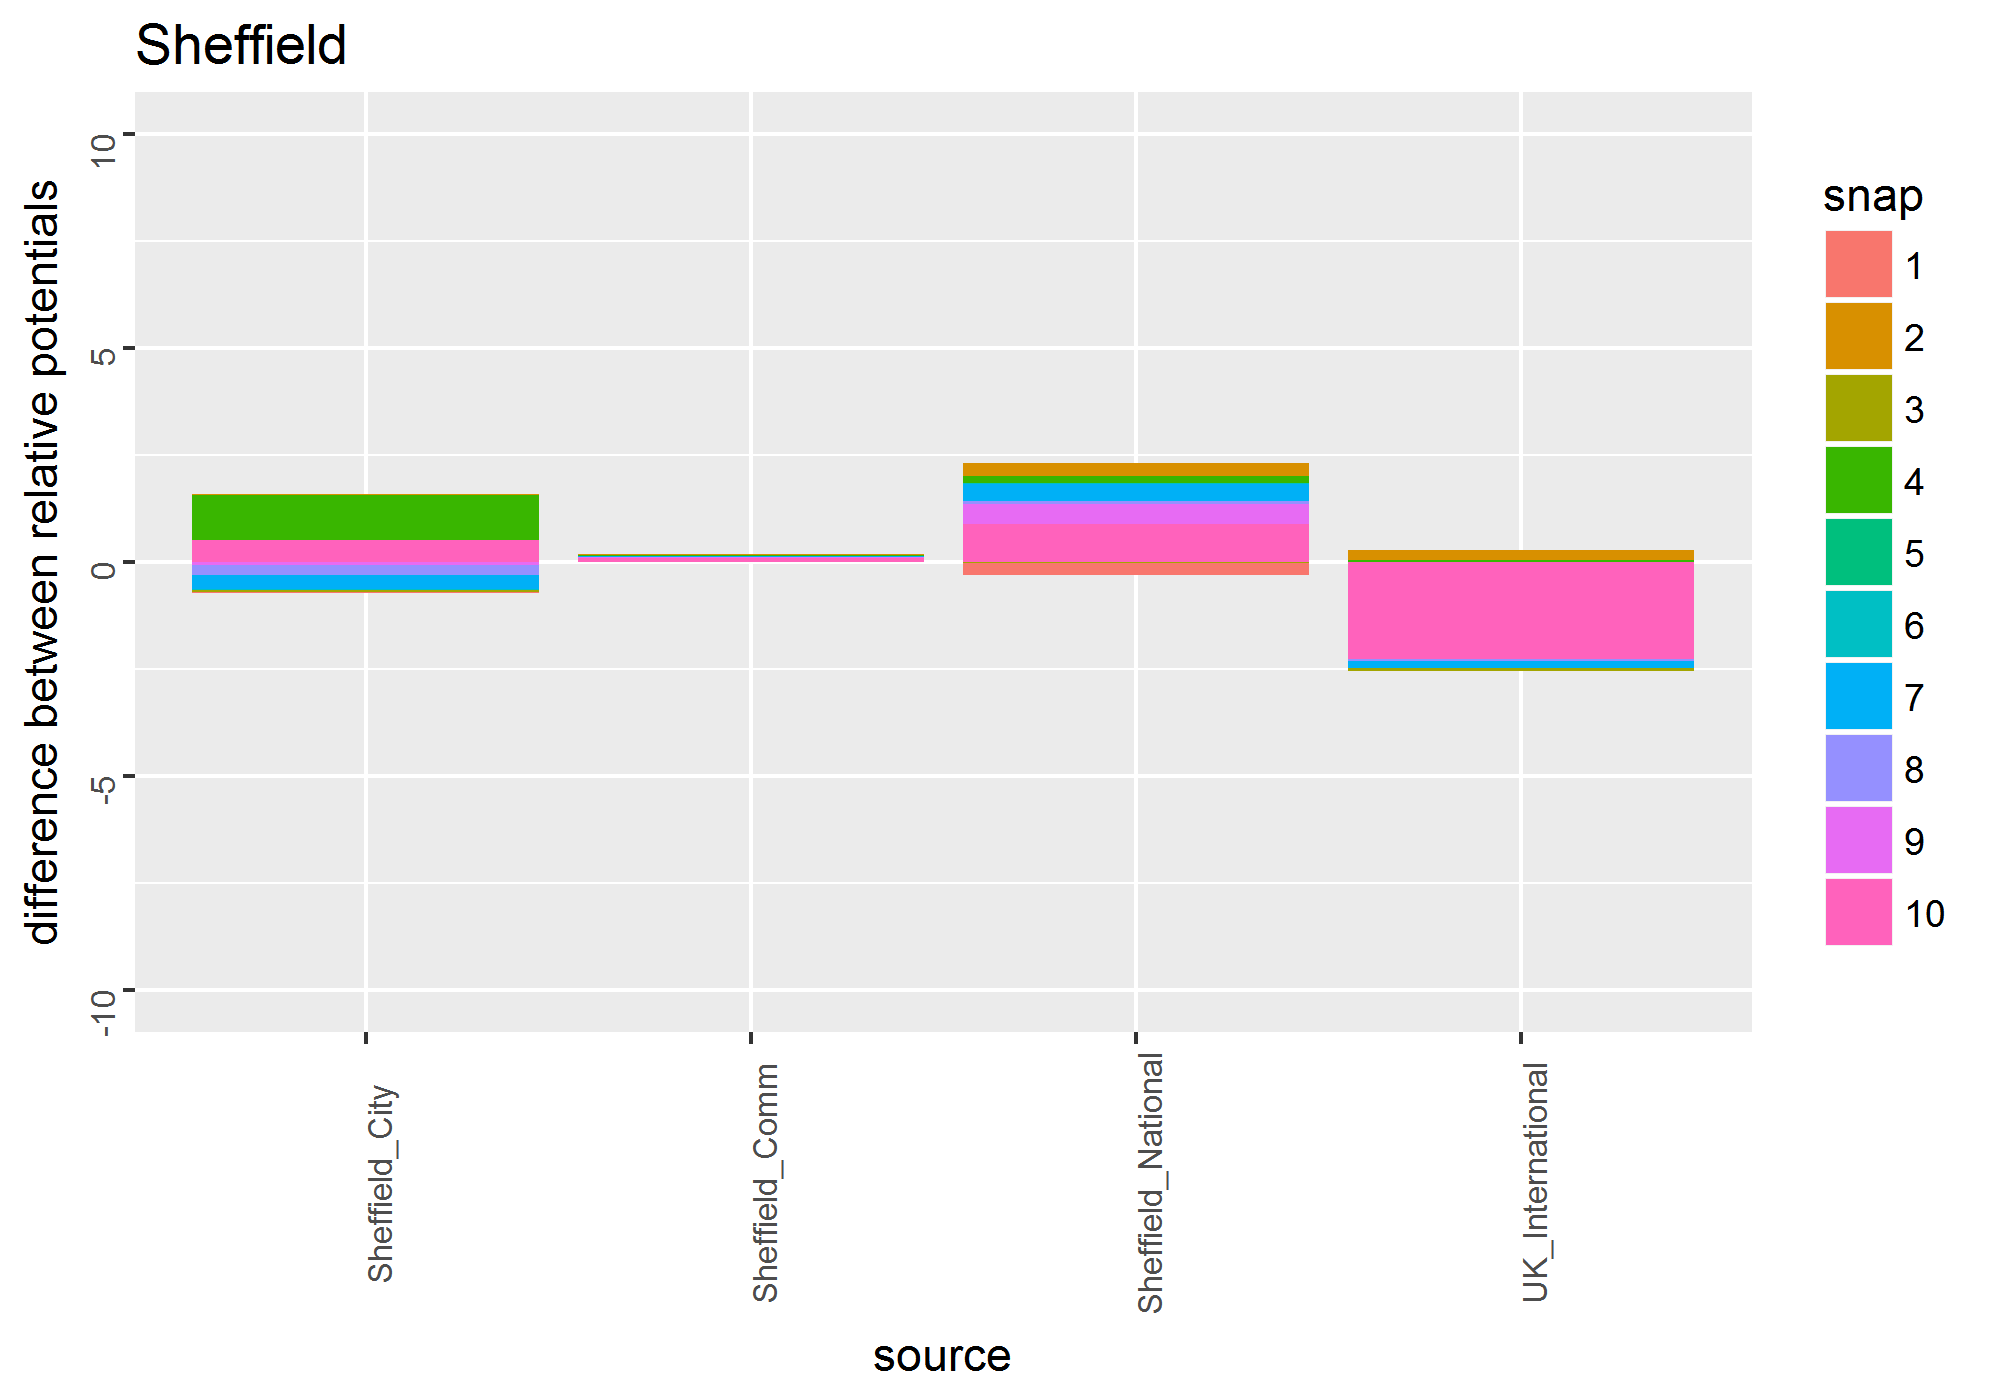 Sheffield
difference between relative potentials
10
5
0
-5
-10
Sheffield_City
Sheffield_Comm
Sheffield_National
UK_International
source
snap
1
2
3
4
5
6
7
8
9
10